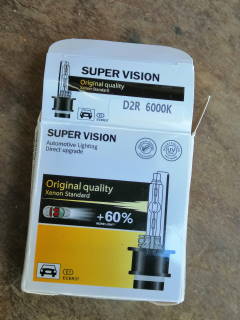 SUPER VISION
Original quality
Xenon Standard
D2R 6000K
SUPER VISION
Automotive Lighting
Direct upgrade
Original quality
Xenon Standard
+60%